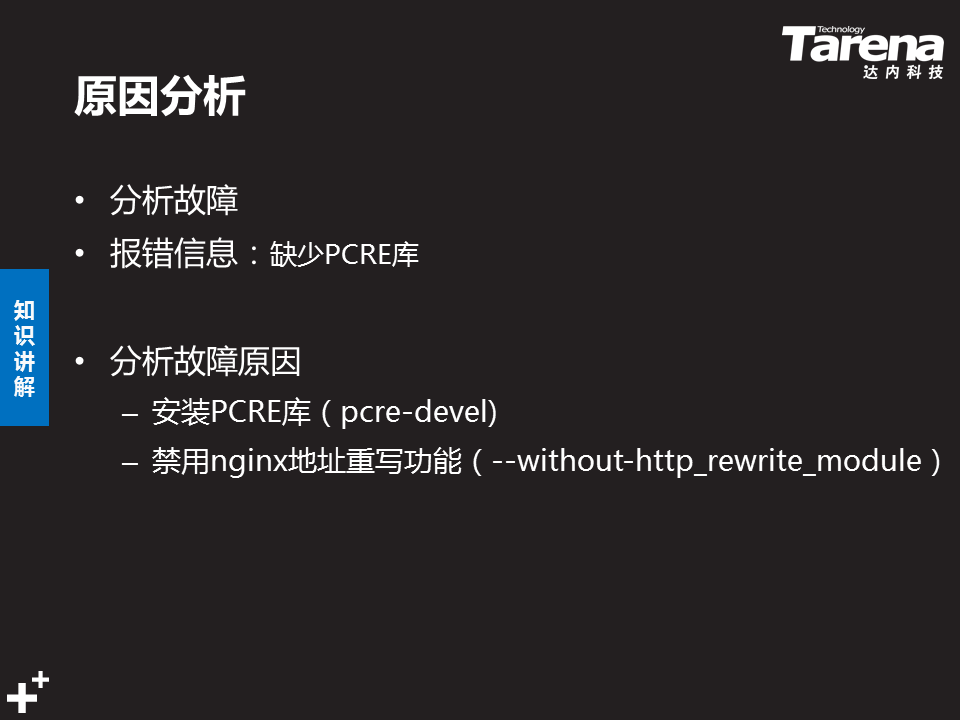 Technology
Tarena
达内科技
原因分析
• 分析故障
• 报错信息：缺少PCRE库
知识讲解
• 分析故障原因
– 安装PCRE库（pcre-devel)
– 禁用nginx地址重写功能（--without-http_rewrite_module）